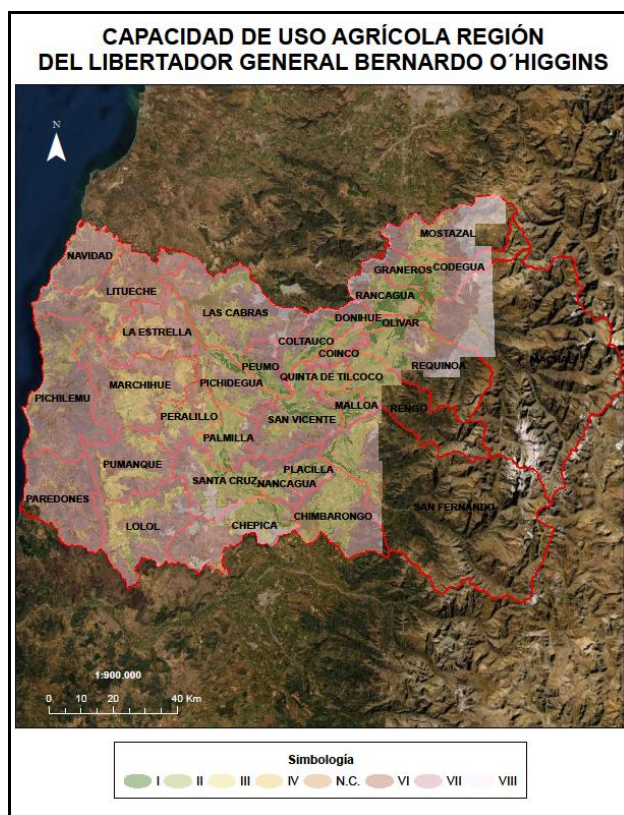 CAPACIDAD DE USO AGRÍCOLA REGIÓN
DEL LIBERTADOR GENERAL BERNARDO O´HIGGINS
N
MOSTAZAL
NAVIDAD
GRANEROS
CODEGUA
LITUECHE
RANCAGUA
LAS CABRAS
DONIHUE
OLIVAR
LA ESTRELLA
COLTAUCO
COINCO
MACHALI
PEUMO
REQUINOA
MARCHIHUE
PICHIDEGUA
QUINTA DE TILCOCO
PICHILEMU
MALLOA
RENGO
PERALILLO
SAN VICENTE
PALMILLA
PUMANQUE
PLACILLA
PAREDONES
SANTA CRUZ
NANCAGUA
SAN FERNANDO
LOLOL
CHEPICA
CHIMBARONGO
1:900.000
0 10 20 40 Km
Simbología
I II III IV N.C. VI VII VIII